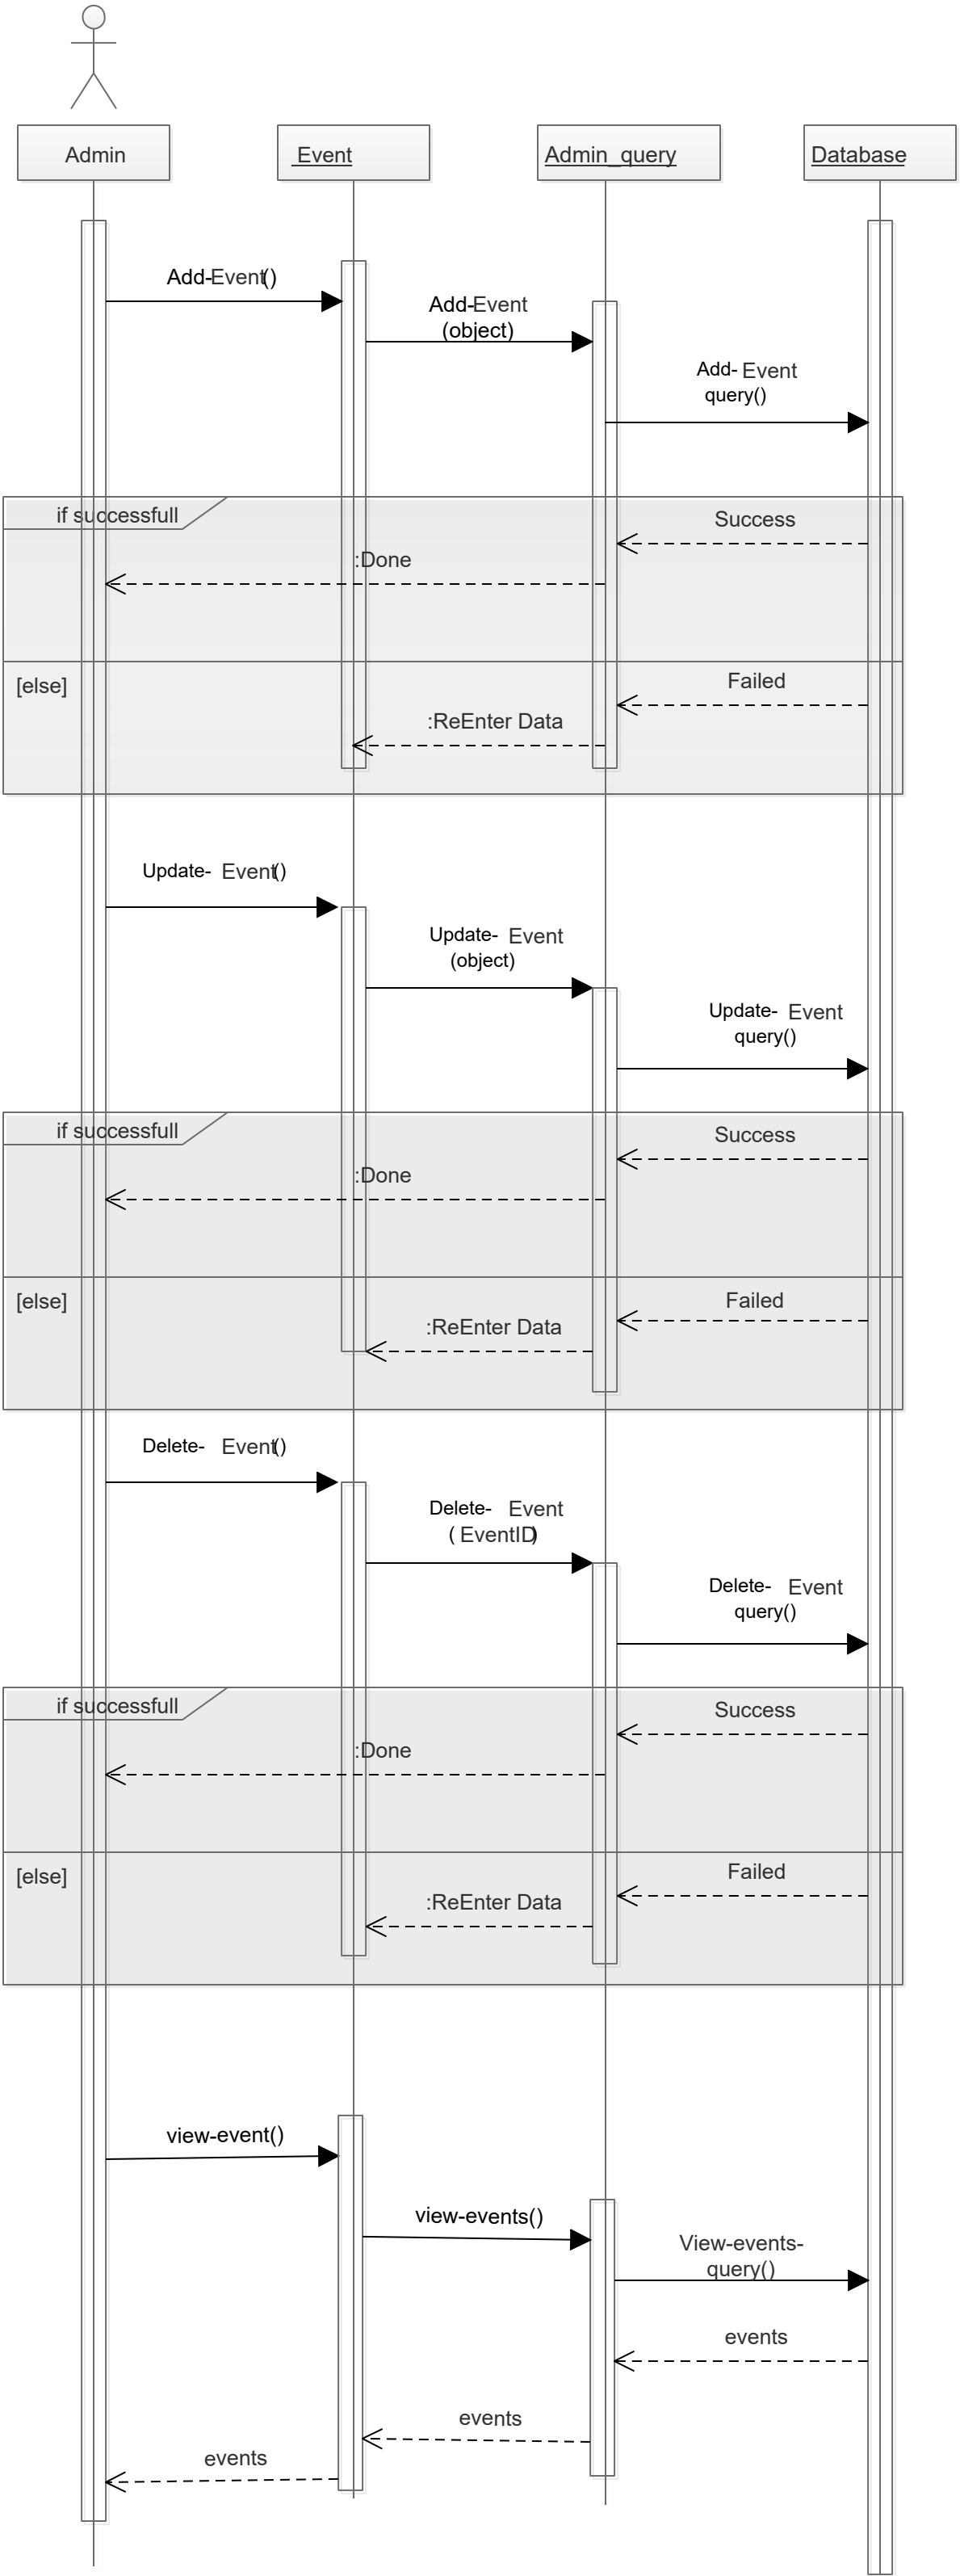 Admin
Event
Admin_query
Database
Add-Event()
Add-Event
(object)
Add- Event
query()
if successfull
Success
:Done
[else]
Failed
:ReEnter Data
Update- Event()
Update- Event
(object)
Update- Event
query()
if successfull
Success
:Done
[else]
Failed
:ReEnter Data
Delete- Event()
Delete- Event
( EventID)
Delete- Event
query()
if successfull
Success
:Done
[else]
Failed
:ReEnter Data
view-event()
view-events()
View-events-
query()
events
events
events